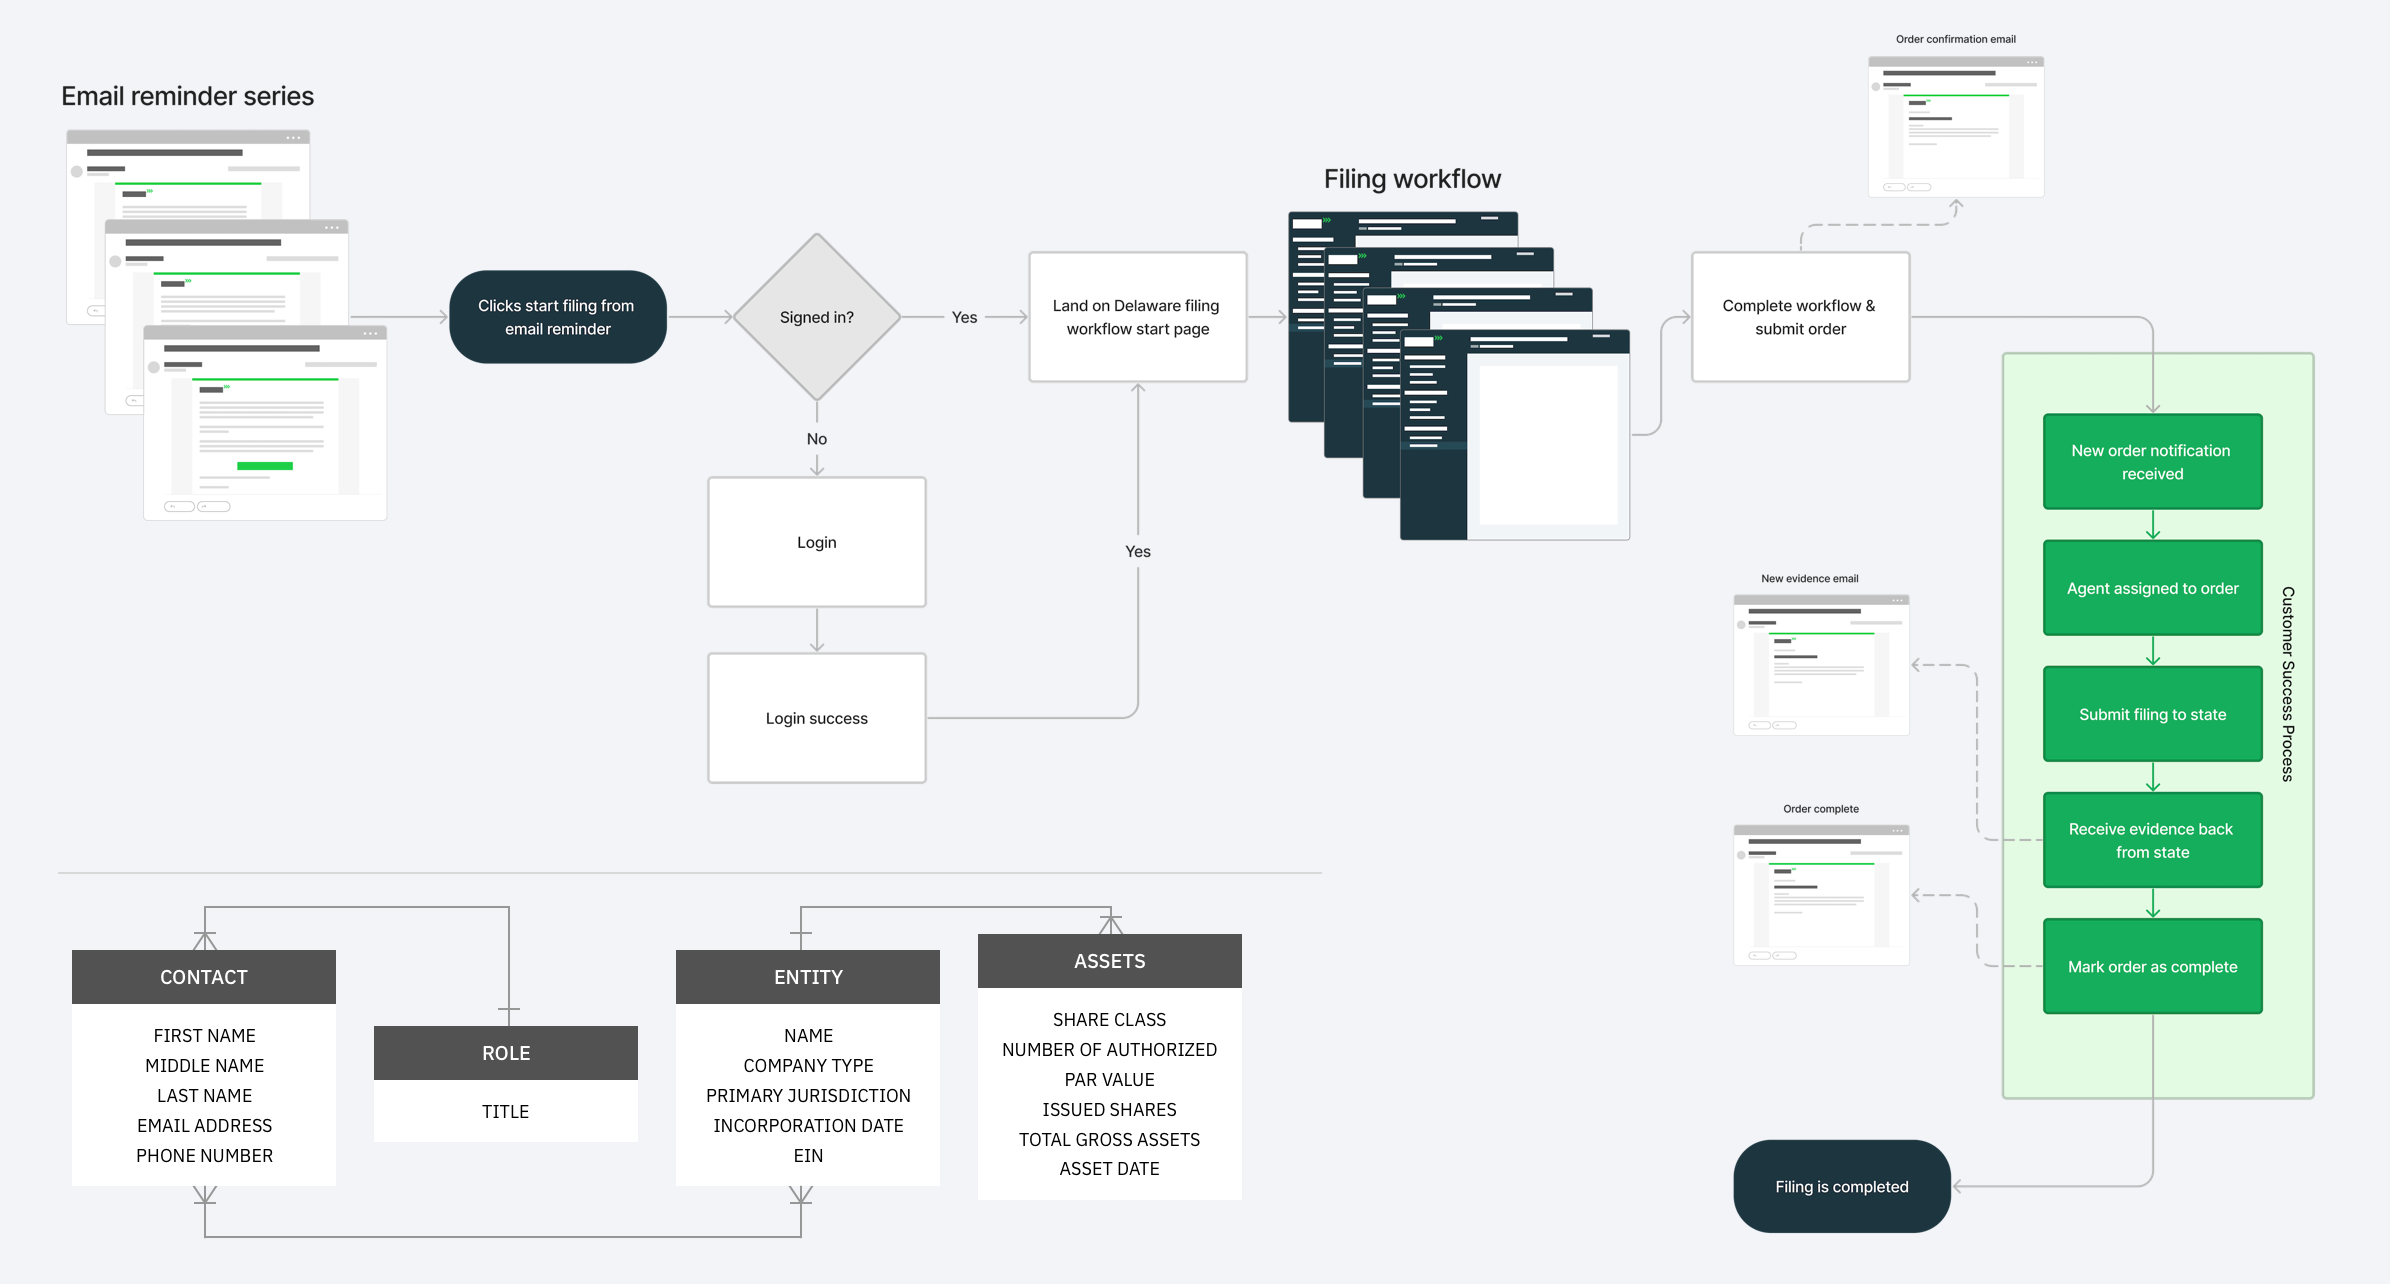 Order confirmation email
Email reminder series
Filing workflow
Clicks start filing from
email reminder
Signed in?
Yes
Land on Delaware filing
workflow start page
Complete workflow &
submit order
No
Login
Yes
Login success
New order notification
received
Agent assigned to order
Submit filing to state
Receive evidence back
from state
Mark order as complete
Customer Success Process
New evidence email
Order complete
Filing is completed
CONTACT
FIRST NAME
MIDDLE NAME
LAST NAME
EMAIL ADDRESS
PHONE NUMBER
ROLE
TITLE
ENTITY
NAME
COMPANY TYPE
PRIMARY JURISDICTION
INCORPORATION DATE
EIN
ASSETS
SHARE CLASS
NUMBER OF AUTHORIZED
PAR VALUE
ISSUED SHARES
TOTAL GROSS ASSETS
ASSET DATE